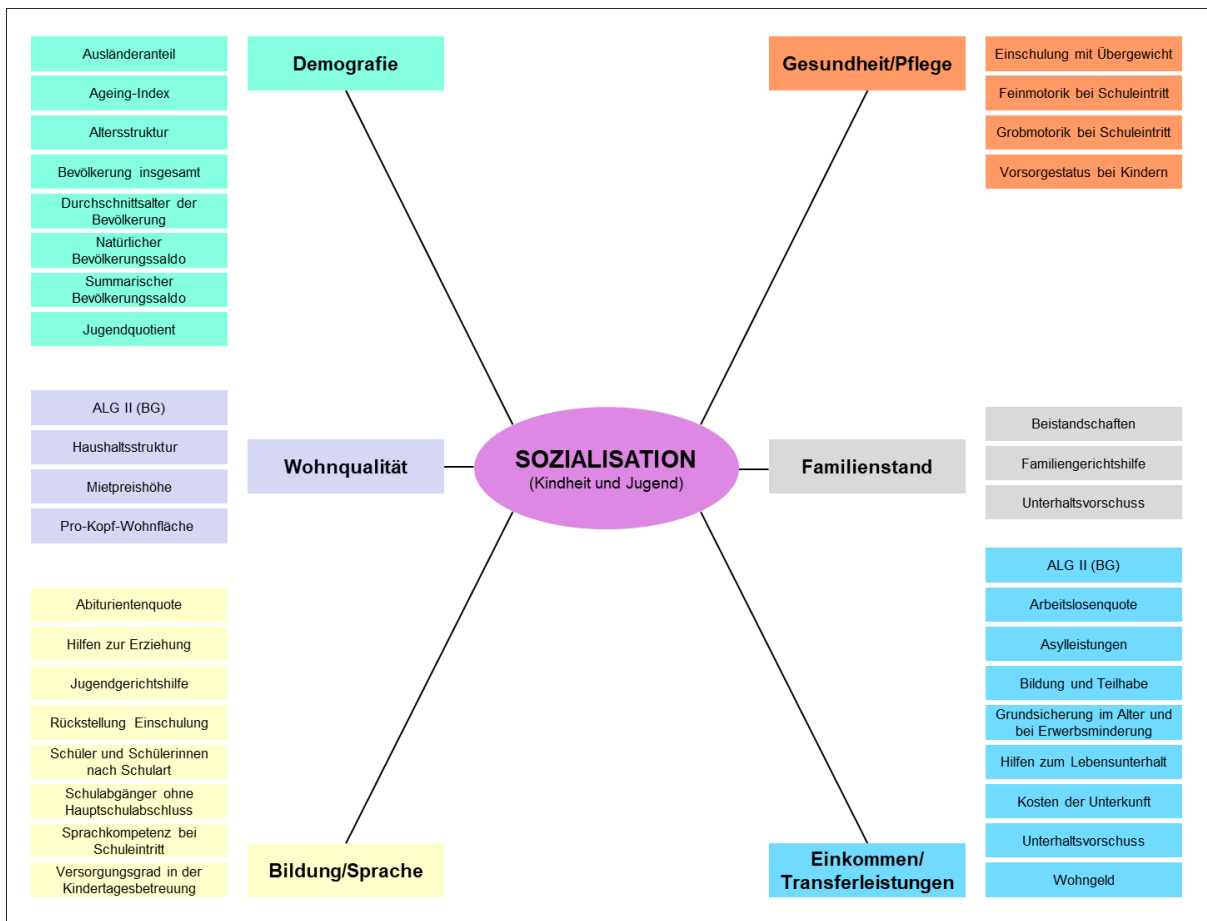 Demografie
Ausländeranteil
Ageing-Index
Altersstruktur
Bevölkerung insgesamt
Durchschnittsalter der
Bevölkerung
Natürlicher
Bevölkerungssaldo
Summarischer
Bevölkerungssaldo
Jugendquotient
Gesundheit/Pflege
Einschulung mit Übergewicht
Feinmotorik bei Schuleintritt
Grobmotorik bei Schuleintritt
Vorsorgestatus bei Kindern
Wohnqualität
ALG II (BG)
Haushaltsstruktur
Mietpreishöhe
Pro-Kopf-Wohnfläche
SOZIALISATION
(Kindheit und Jugend)
Familienstand
Beistandschaften
Familiengerichtshilfe
Unterhaltsvorschuss
Bildung/Sprache
Abiturientenquote
Hilfen zur Erziehung
Jugendgerichtshilfe
Rückstellung Einschulung
Schüler und Schülerinnen
nach Schulart
Schulabgänger ohne
Hauptschulabschluss
Sprachkompetenz bei
Schuleintritt
Versorgungsgrad in der
Kindertagesbetreuung
Einkommen/
Transferleistungen
ALG II (BG)
Arbeitslosenquote
Asylleistungen
Bildung und Teilhabe
Grundsicherung im Alter und
bei Erwerbsminderung
Hilfen zum Lebensunterhalt
Kosten der Unterkunft
Unterhaltsvorschuss
Wohngeld